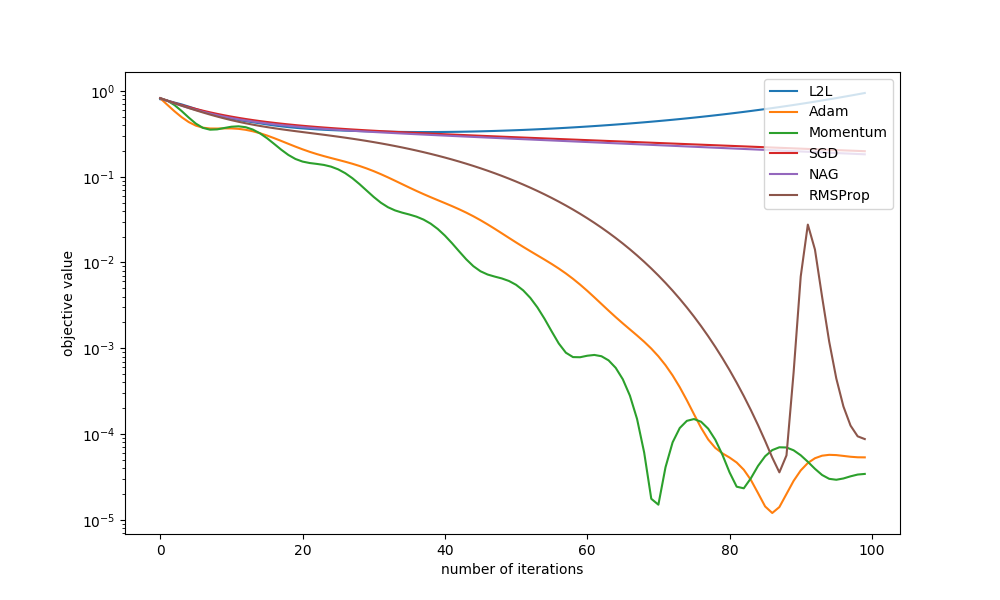 10⁰
10⁻¹
10⁻²
10⁻³
10⁻⁴
10⁻⁵
objective value
L2L
Adam
Momentum
SGD
NAG
RMSProp
0 20 40 60 80 100
number of iterations